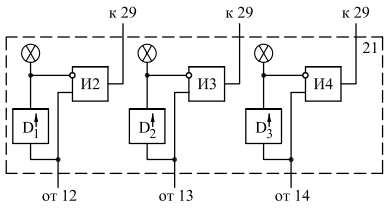 к 29 к 29 к 29
21
И2 И3 И4
D1 D2 D3
от 12 от 13 от 14